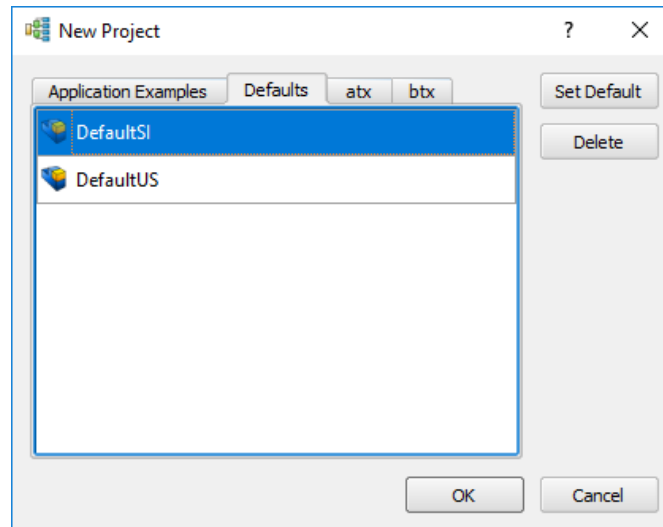 New Project
?
Application Examples
Defaults
atx
btx
Set Default
DefaultSI
Delete
DefaultUS
OK
Cancel